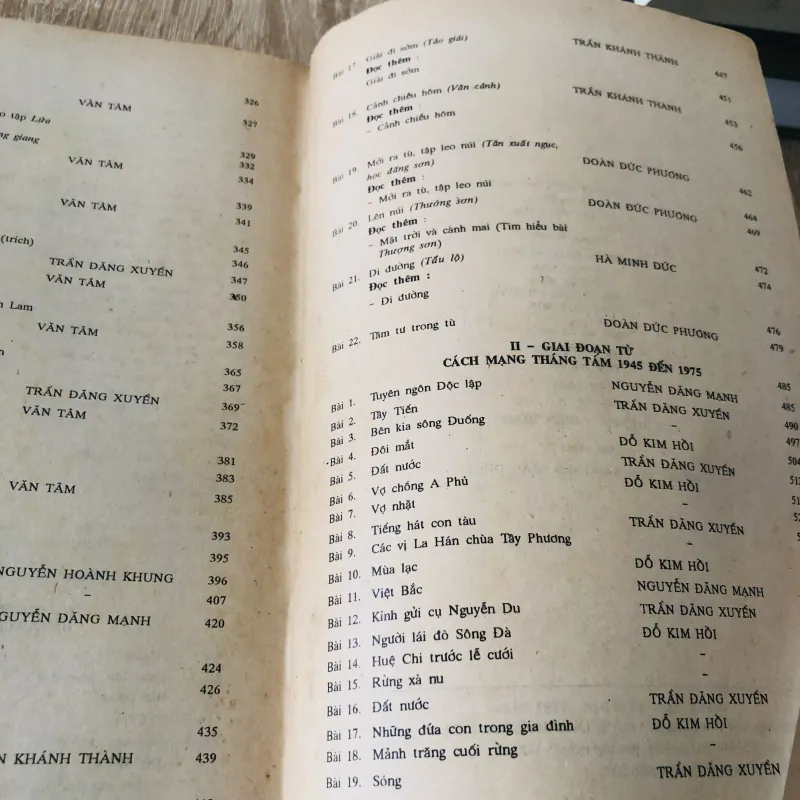 VĂN TÂM 326
o tập Lửa 327
ng giang
329
VĂN TÂM 332
334
VĂN TÂM 339
341
(trích) 345
TRẦN ĐĂNG XUYỀN 346
VĂN TÂM 347
350
h Lam
VĂN TÂM 356
358
365
TRẦN ĐĂNG XUYỀN 367
VĂN TÂM 369
372
381
383
VĂN TÂM 385
393
395
NGUYỄN HOÀNH KHUNG 396
– 407
NGUYỄN ĐĂNG MẠNH 420
424
426
435
N KHÁNH THÀNH 439
Bài 17. Giải đi sớm (Tảo giải) TRẦN KHÁNH THÀNH 447
Đọc thêm :
Giải đi sớm
451
Bài 18. Cảnh chiều hôm (Vãn cảnh) TRẦN KHÁNH THÀNH
Đọc thêm : 453
– Cảnh chiều hôm
456
Bài 19. Mới ra tù, tập leo núi (Tân xuất ngục,
học đăng sơn) ĐOÀN ĐỨC PHƯƠNG
Đọc thêm :
– Mới ra tù, tập leo núi 462
Bài 20. Lên núi (Thướng sơn) ĐOÀN ĐỨC PHƯƠNG 464
Đọc thêm : 469
– Mặt trời và cành mai (Tìm hiểu bài
Thượng sơn)
Bài 21. Đi đường (Tẩu lộ) HÀ MINH ĐỨC 472
Đọc thêm : 474
– Đi đường
Bài 22. Tâm tư trong tù ĐOÀN ĐỨC PHƯƠNG 476
479
II – GIAI ĐOẠN TỪ
CÁCH MẠNG THÁNG TÁM 1945 ĐẾN 1975
485
Bài 1. Tuyên ngôn Độc lập NGUYỄN ĐĂNG MẠNH 485
Bài 2. Tây Tiến TRẦN ĐĂNG XUYỀN 490
Bài 3. Bên kia sông Đuống – 497
Bài 4. Đôi mắt ĐỖ KIM HỒI 504
Bài 5. Đất nước TRẦN ĐĂNG XUYỀN
Bài 6. Vợ chồng A Phủ ĐỖ KIM HỒI
Bài 7. Vợ nhặt –
Bài 8. Tiếng hát con tàu TRẦN ĐĂNG XUYỀN
Bài 9. Các vị La Hán chùa Tây Phương –
Bài 10. Mùa lạc ĐỖ KIM HỒI
Bài 11. Việt Bắc NGUYỄN ĐĂNG MẠNH
Bài 12. Kính gửi cụ Nguyễn Du TRẦN ĐĂNG XUYỀN
Bài 13. Người lái đò Sông Đà ĐỖ KIM HỒI
Bài 14. Huệ Chi trước lễ cưới –
Bài 15. Rừng xà nu –
Bài 16. Đất nước TRẦN ĐĂNG XUYỀN
Bài 17. Những đứa con trong gia đình ĐỖ KIM HỒI
Bài 18. Mảnh trăng cuối rừng –
Bài 19. Sóng TRẦN ĐĂNG XUYỀN